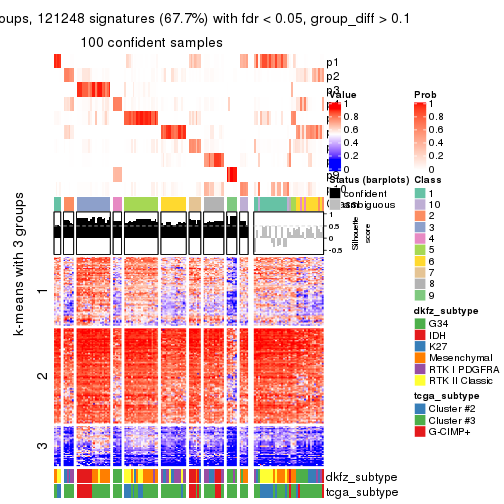 oups, 121248 signatures (67.7%) with fdr < 0.05, group_diff > 0.1
100 confident samples
p1
p2
Value
1
0.8
0.6
0.4
0.2
0
Prob
1
0.8
0.6
0.4
0.2
0
Status (barplots)
confident
ambiguous
1
0.5
0
-0.5
Silhouette
score
Class
1
10
2
3
4
5
6
7
8
9
k-means with 3 groups
1
2
3
dkfz_subtype
G34
IDH
K27
Mesenchymal
RTK I PDGFRA
RTK II Classic
tcga_subtype
Cluster #2
Cluster #3
G-CIMP+
dkfz_subtype
tcga_subtype